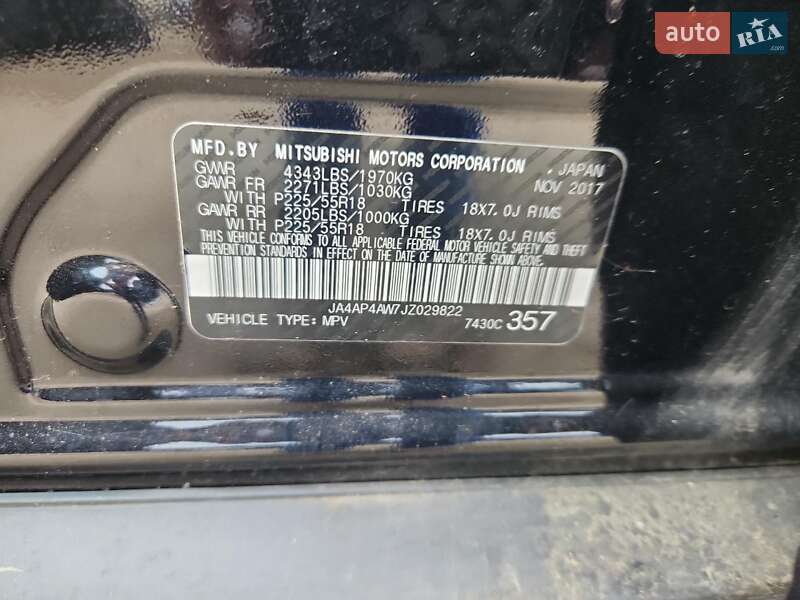 auto RIA.com
MFD.BY MITSUBISHI MOTORS CORPORATION, JAPAN
GVWR 4343LBS/1970KG NOV 2017
GAWR FR 2271LBS/1030KG
WITH P225/55R18 TIRES 18X7.0J RIMS
GAWR RR 2205LBS/1000KG
WITH P225/55R18 TIRES 18X7.0J RIMS
THIS VEHICLE CONFORMS TO ALL APPLICABLE FEDERAL MOTOR VEHICLE SAFETY AND THEFT
PREVENTION STANDARDS IN EFFECT ON THE DATE OF MANUFACTURE SHOWN ABOVE.
JA4AP4AW7JZ029822
VEHICLE TYPE: MPV 7430C 357